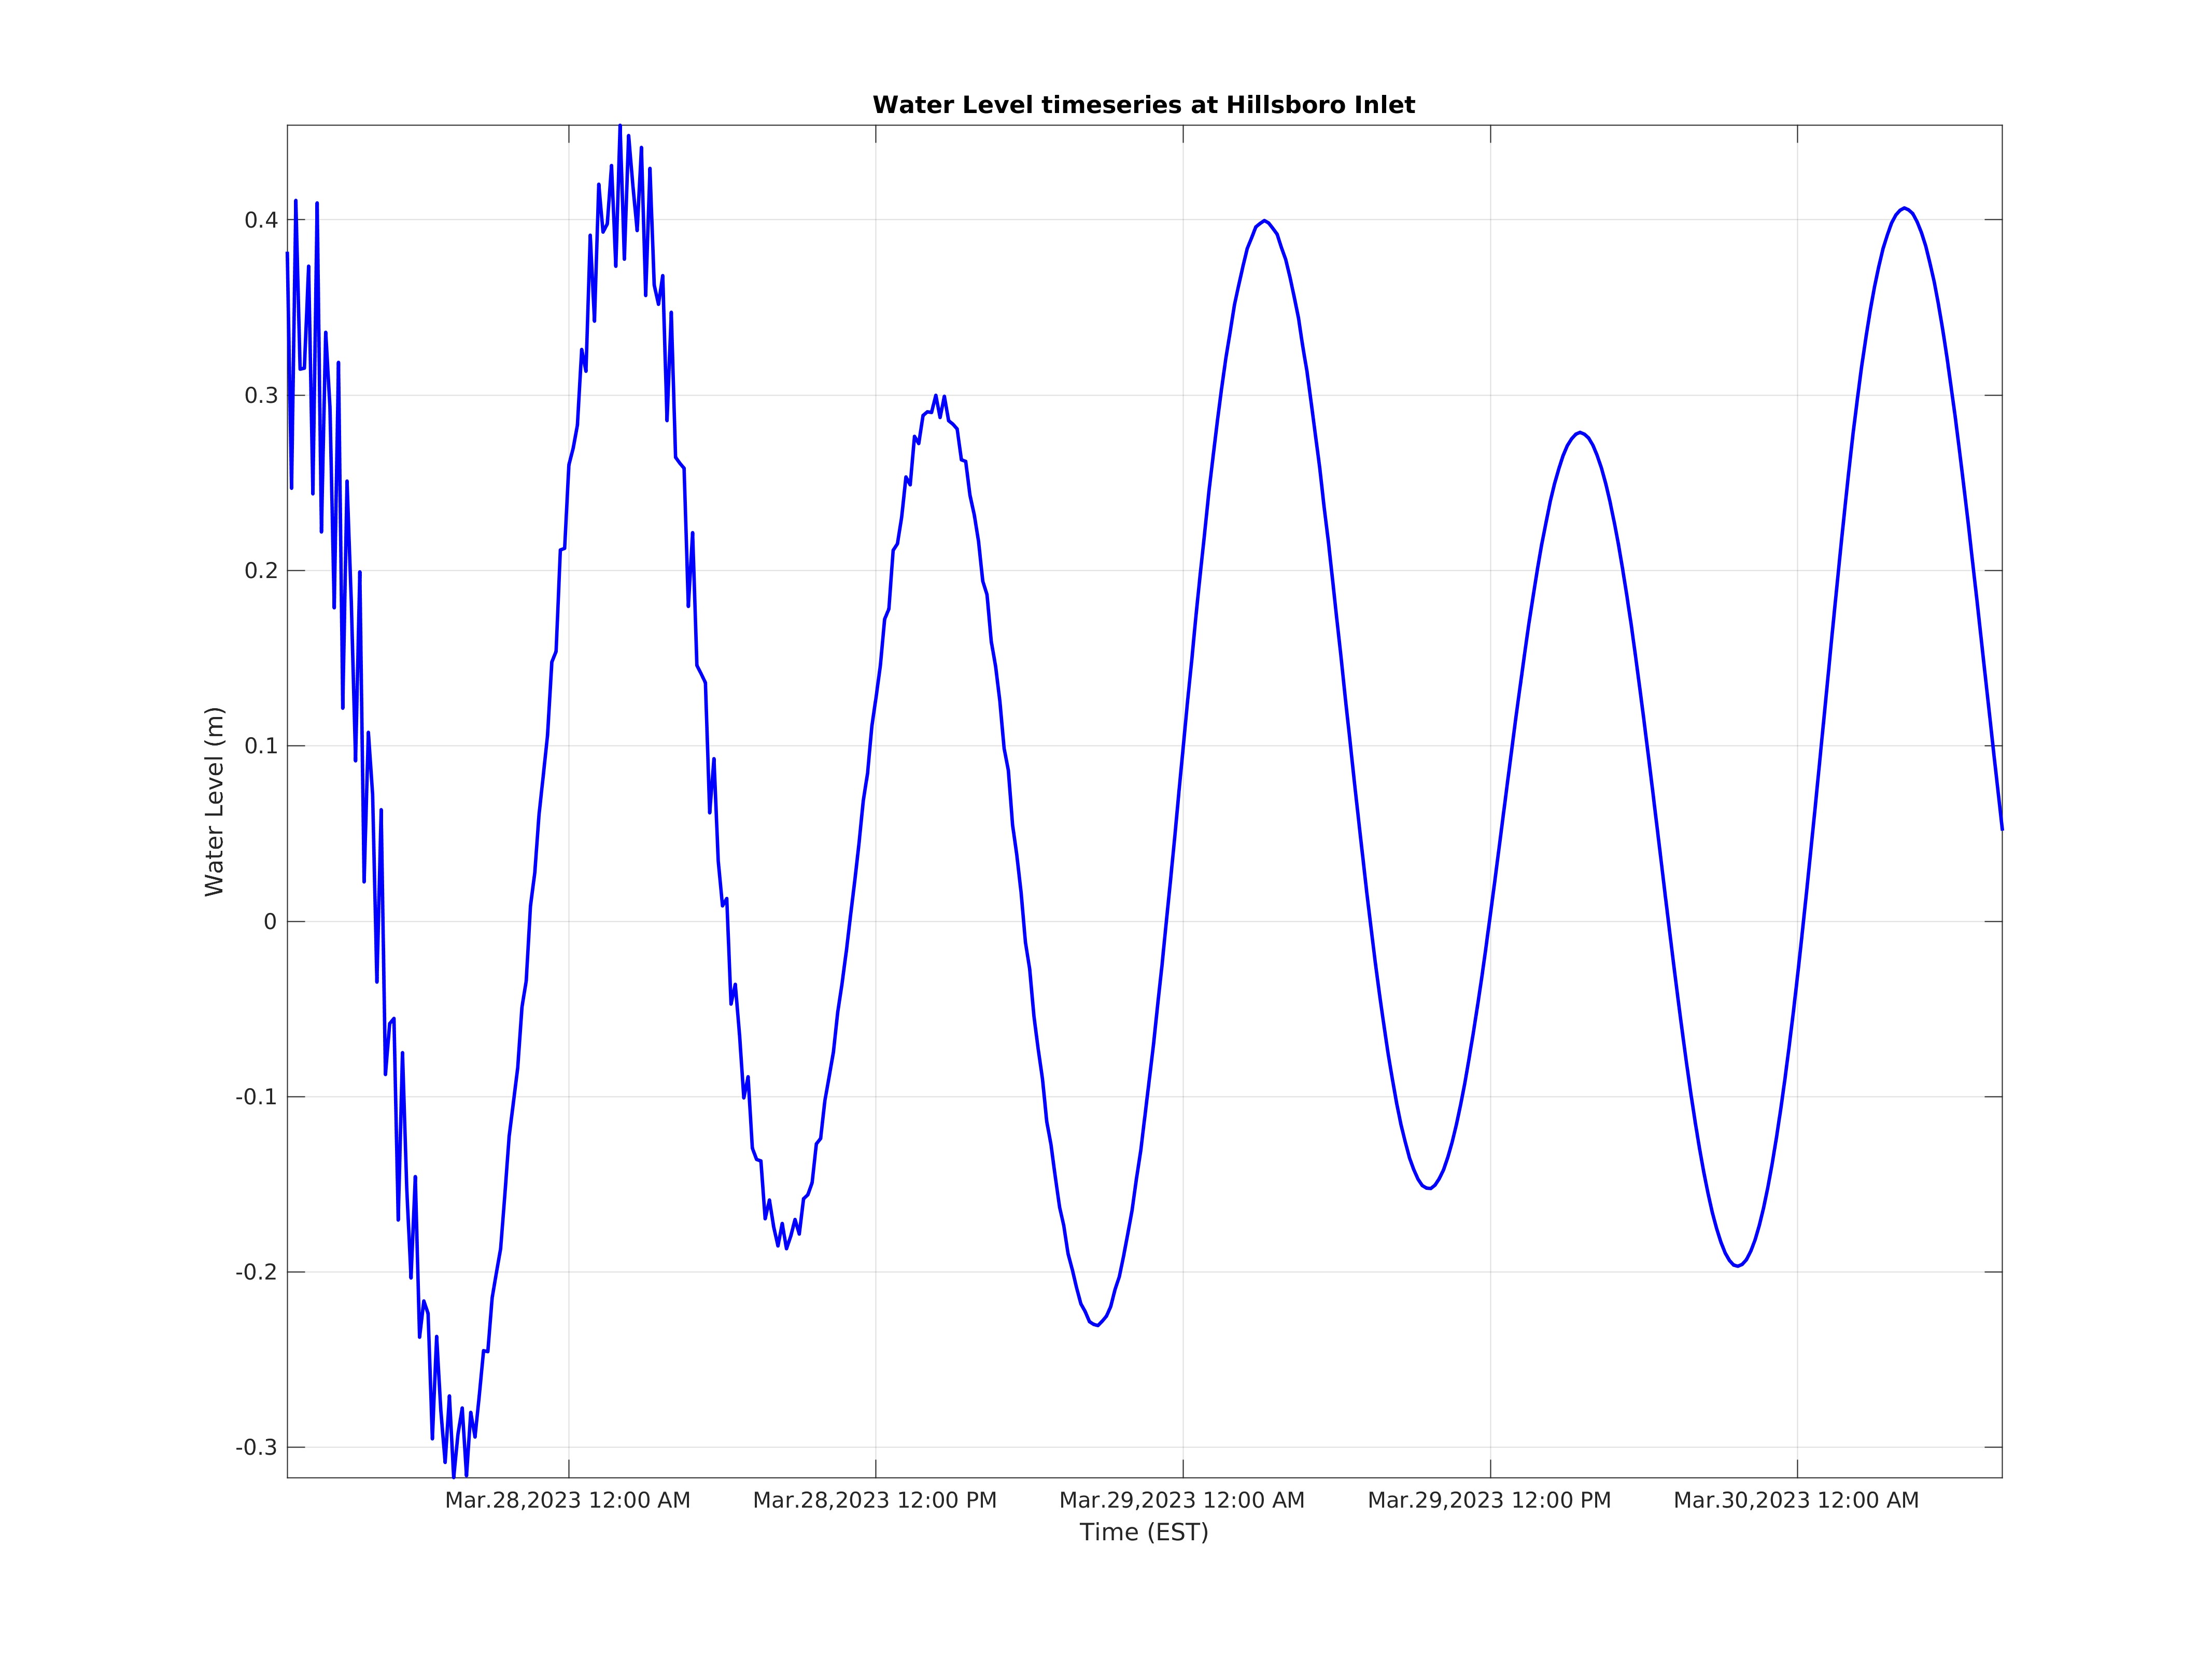 Water Level timeseries at Hillsboro Inlet
Water Level (m)
0.4
0.3
0.2
0.1
0
-0.1
-0.2
-0.3
Mar.28,2023 12:00 AM
Mar.28,2023 12:00 PM
Mar.29,2023 12:00 AM
Mar.29,2023 12:00 PM
Mar.30,2023 12:00 AM
Time (EST)